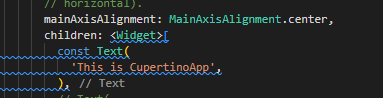 // horizontal).
mainAxisAlignment: MainAxisAlignment.center,
children: <Widget>[
const Text(
'This is CupertinoApp',
), // Text
// Text(